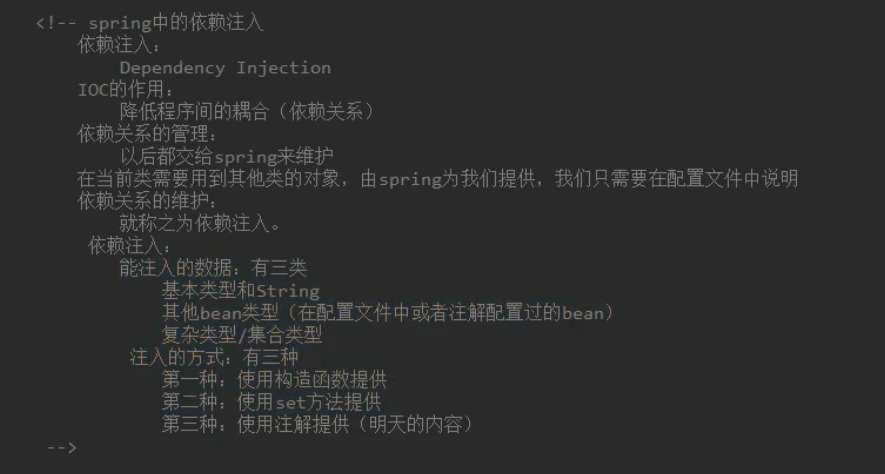 <!-- spring中的依赖注入
依赖注入：
Dependency Injection
IOC的作用：
降低程序间的耦合（依赖关系）
依赖关系的管理：
以后都交给spring来维护
在当前类需要用到其他类的对象，由spring为我们提供，我们只需要在配置文件中说明
依赖关系的维护：
就称之为依赖注入。
依赖注入：
能注入的数据：有三类
基本类型和String
其他bean类型（在配置文件中或者注解配置过的bean）
复杂类型/集合类型
注入的方式：有三种
第一种：使用构造函数提供
第二种：使用set方法提供
第三种：使用注解提供（明天的内容）
-->